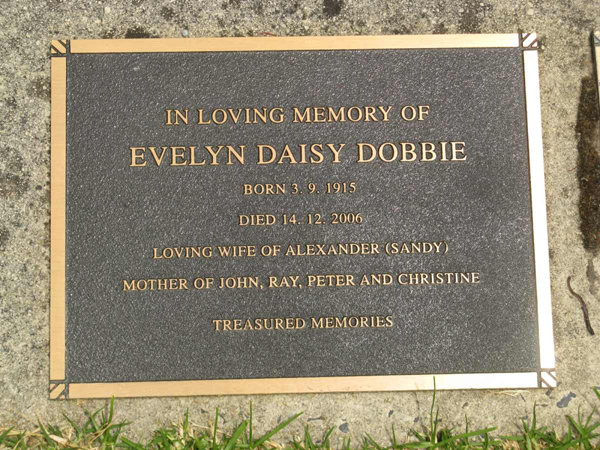 IN LOVING MEMORY OF
EVELYN DAISY DOBBIE
BORN 3. 9. 1915
DIED 14. 12. 2006
LOVING WIFE OF ALEXANDER (SANDY)
MOTHER OF JOHN, RAY, PETER AND CHRISTINE
TREASURED MEMORIES